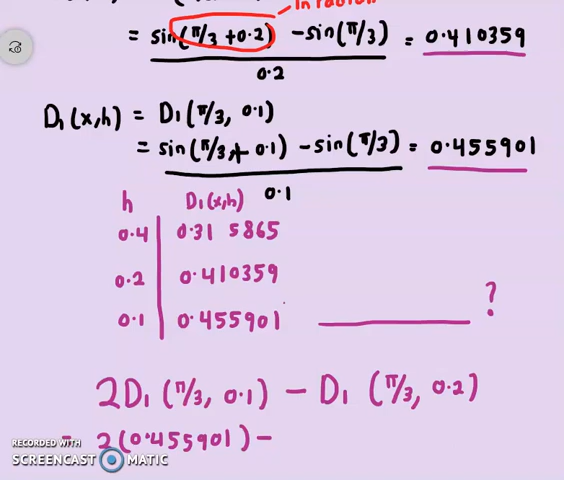 In radian
= sin(π/3 + 0.2) - sin(π/3) = 0.410359
0.2
D₁(x,h) = D₁(π/3, 0.1)
= sin(π/3 + 0.1) - sin(π/3) = 0.455901
0.1
h D₁(x,h)
0.4 0.315865
0.2 0.410359
0.1 0.455901 ?
2D₁(π/3, 0.1) - D₁(π/3, 0.2)
= 2(0.455901) -
RECORDED WITH
SCREENCAST MATIC